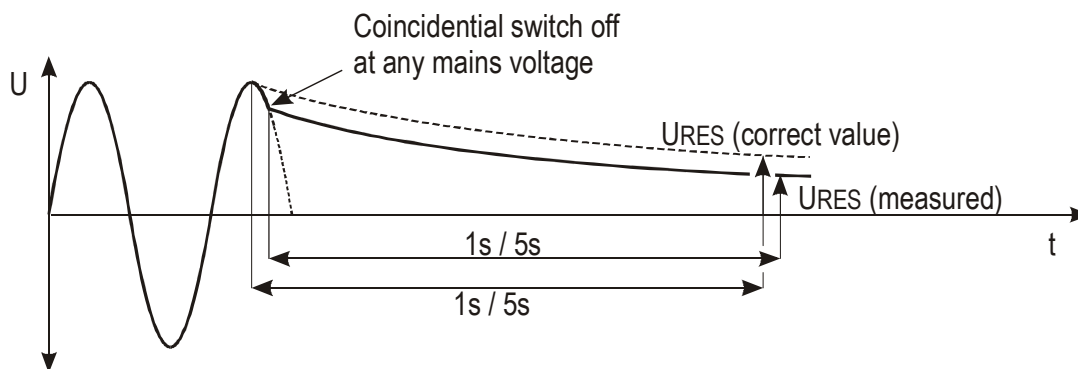 Coincidential switch off
at any mains voltage
U
URES (correct value)
URES (measured)
1s / 5s
t
1s / 5s